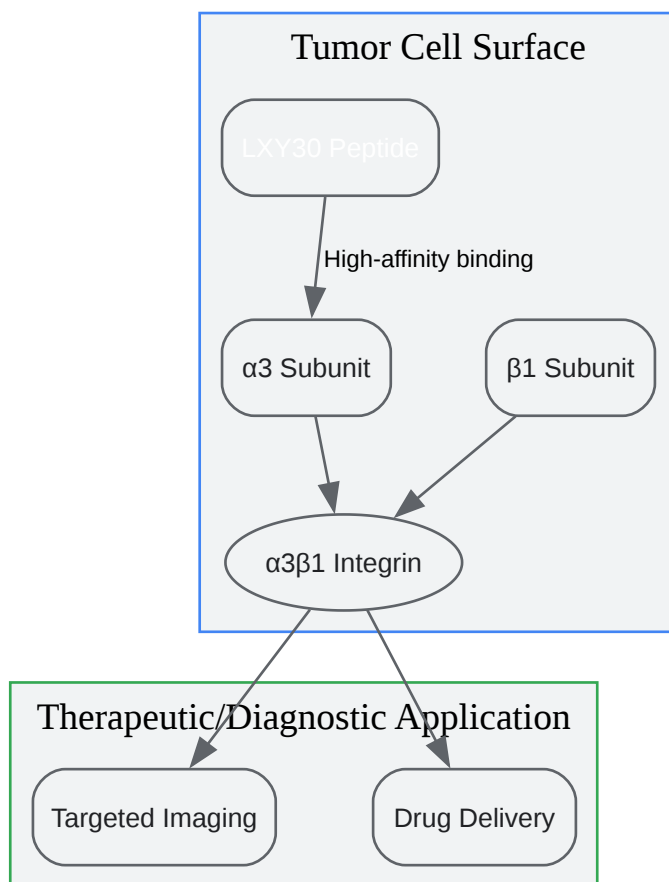 Tumor Cell Surface
LXY30 Peptide
High-affinity binding
α3 Subunit
β1 Subunit
α3β1 Integrin
Therapeutic/Diagnostic Application
Targeted Imaging
Drug Delivery